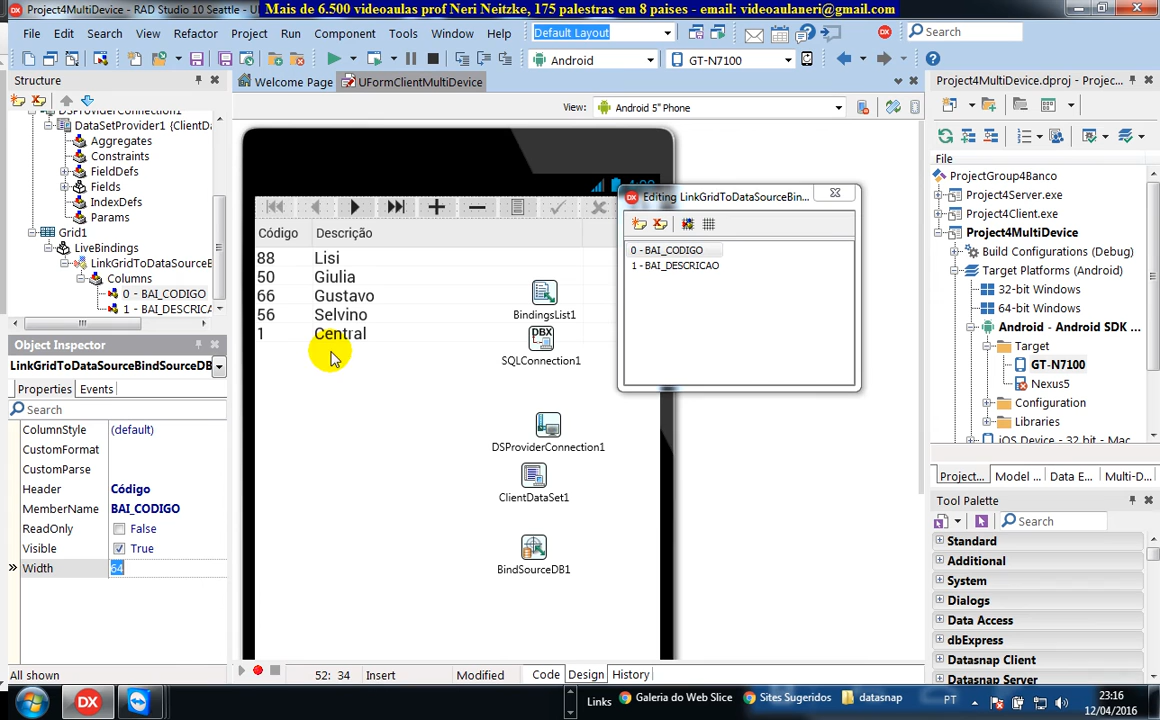 Project4MultiDevice - RAD Studio 10 Seattle - U
Mais de 6.500 videoaulas prof Neri Neitzke, 175 palestras em 8 paises - email: videoaulaneri@gmail.com
File Edit Search View Refactor Project Run Component Tools Window Help
Default Layout
Search
Android
GT-N7100
Structure
Welcome Page
UFormClientMultiDevice
Project4MultiDevice.dproj - Projec...
View:
Android 5" Phone
DSProviderConnection1
DataSetProvider1 {ClientDa
Aggregates
Constraints
FieldDefs
Fields
IndexDefs
Params
Grid1
LiveBindings
LinkGridToDataSourceB
Columns
0 - BAI_CODIGO
1 - BAI_DESCRICA
Object Inspector
LinkGridToDataSourceBindSourceDB
Properties Events
Search
ColumnStyle (default)
CustomFormat
CustomParse
Header Código
MemberName BAI_CODIGO
ReadOnly False
Visible True
Width 64
All shown
Código Descrição
88 Lisi
50 Giulia
66 Gustavo
56 Selvino
1 Central
BindingsList1
DBX
SQLConnection1
DSProviderConnection1
ClientDataSet1
BindSourceDB1
Editing LinkGridToDataSourceBin...
0 - BAI_CODIGO
1 - BAI_DESCRICAO
52: 34 Insert Modified Code Design History
File
ProjectGroup4Banco
Project4Server.exe
Project4Client.exe
Project4MultiDevice
Build Configurations (Debug)
Target Platforms (Android)
32-bit Windows
64-bit Windows
Android - Android SDK ...
Target
GT-N7100
Nexus5
Configuration
Libraries
iOS Device - 32 bit - Mac...
Project... Model ... Data E... Multi-D...
Tool Palette
Search
Standard
Additional
System
Dialogs
Data Access
dbExpress
Datasnap Client
Datasnap Server
Links Galeria do Web Slice Sites Sugeridos datasnap PT
23:16
12/04/2016